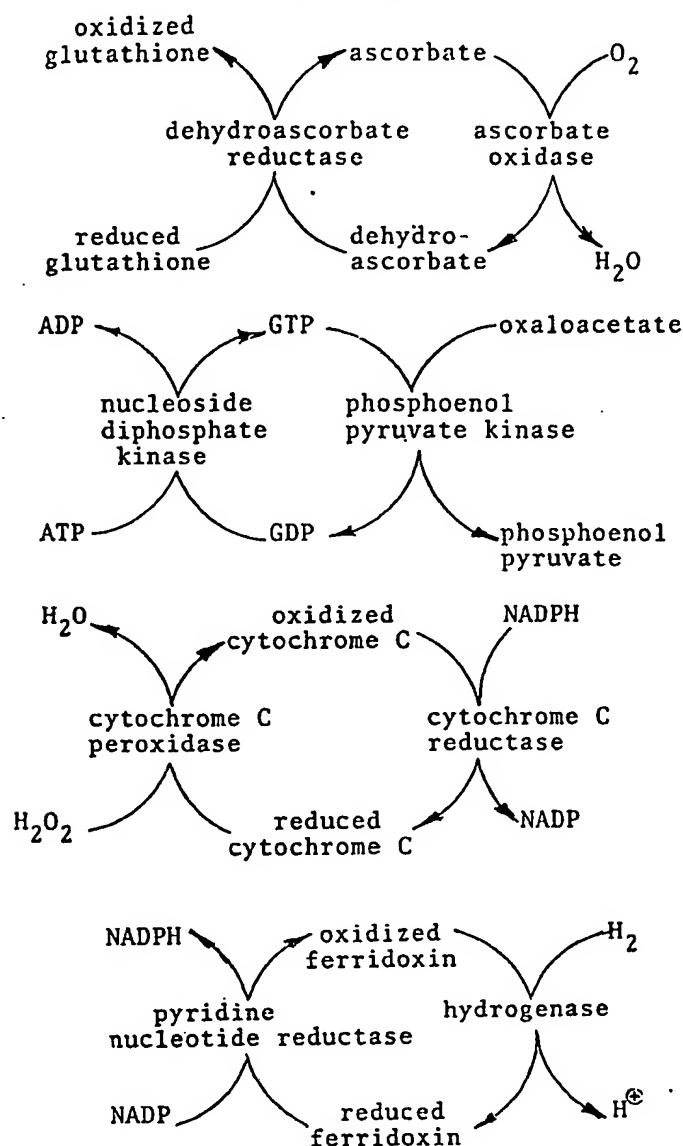 oxidized
glutathione
ascorbate
O2
dehydroascorbate
reductase
ascorbate
oxidase
reduced
glutathione
dehydro-
ascorbate
H2O
ADP
GTP
oxaloacetate
nucleoside
diphosphate
kinase
phosphoenol
pyruvate kinase
ATP
GDP
phosphoenol
pyruvate
H2O
oxidized
cytochrome C
NADPH
cytochrome C
peroxidase
cytochrome C
reductase
H2O2
reduced
cytochrome C
NADP
NADPH
oxidized
ferridoxin
H2
pyridine
nucleotide reductase
hydrogenase
NADP
reduced
ferridoxin
H⊕